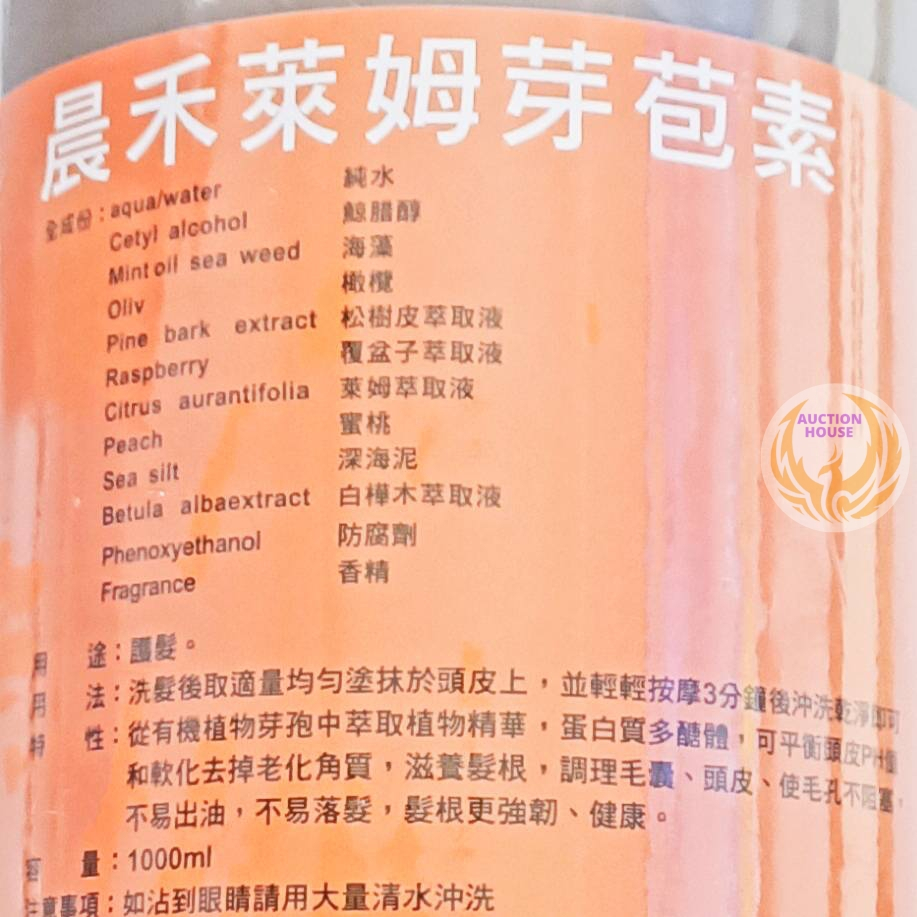 晨禾萊姆芽苞素
全成份：aqua/water 純水
Cetyl alcohol 鯨腊醇
Mint oil sea weed 海藻
Oliv 橄欖
Pine bark extract 松樹皮萃取液
Raspberry 覆盆子萃取液
Citrus aurantifolia 萊姆萃取液
Peach 蜜桃
Sea silt 深海泥
Betula albaextract 白樺木萃取液
Phenoxyethanol 防腐劑
Fragrance 香精
用 途：護髮。
用 法：洗髮後取適量均勻塗抹於頭皮上，並輕輕按摩3分鐘後沖洗乾淨即可
特 性：從有機植物芽孢中萃取植物精華，蛋白質多醣體，可平衡頭皮PH值
和軟化去掉老化角質，滋養髮根，調理毛囊、頭皮、使毛孔不阻塞，
不易出油，不易落髮，髮根更強韌、健康。
容 量：1000ml
注意事項：如沾到眼睛請用大量清水沖洗
AUCTION
HOUSE